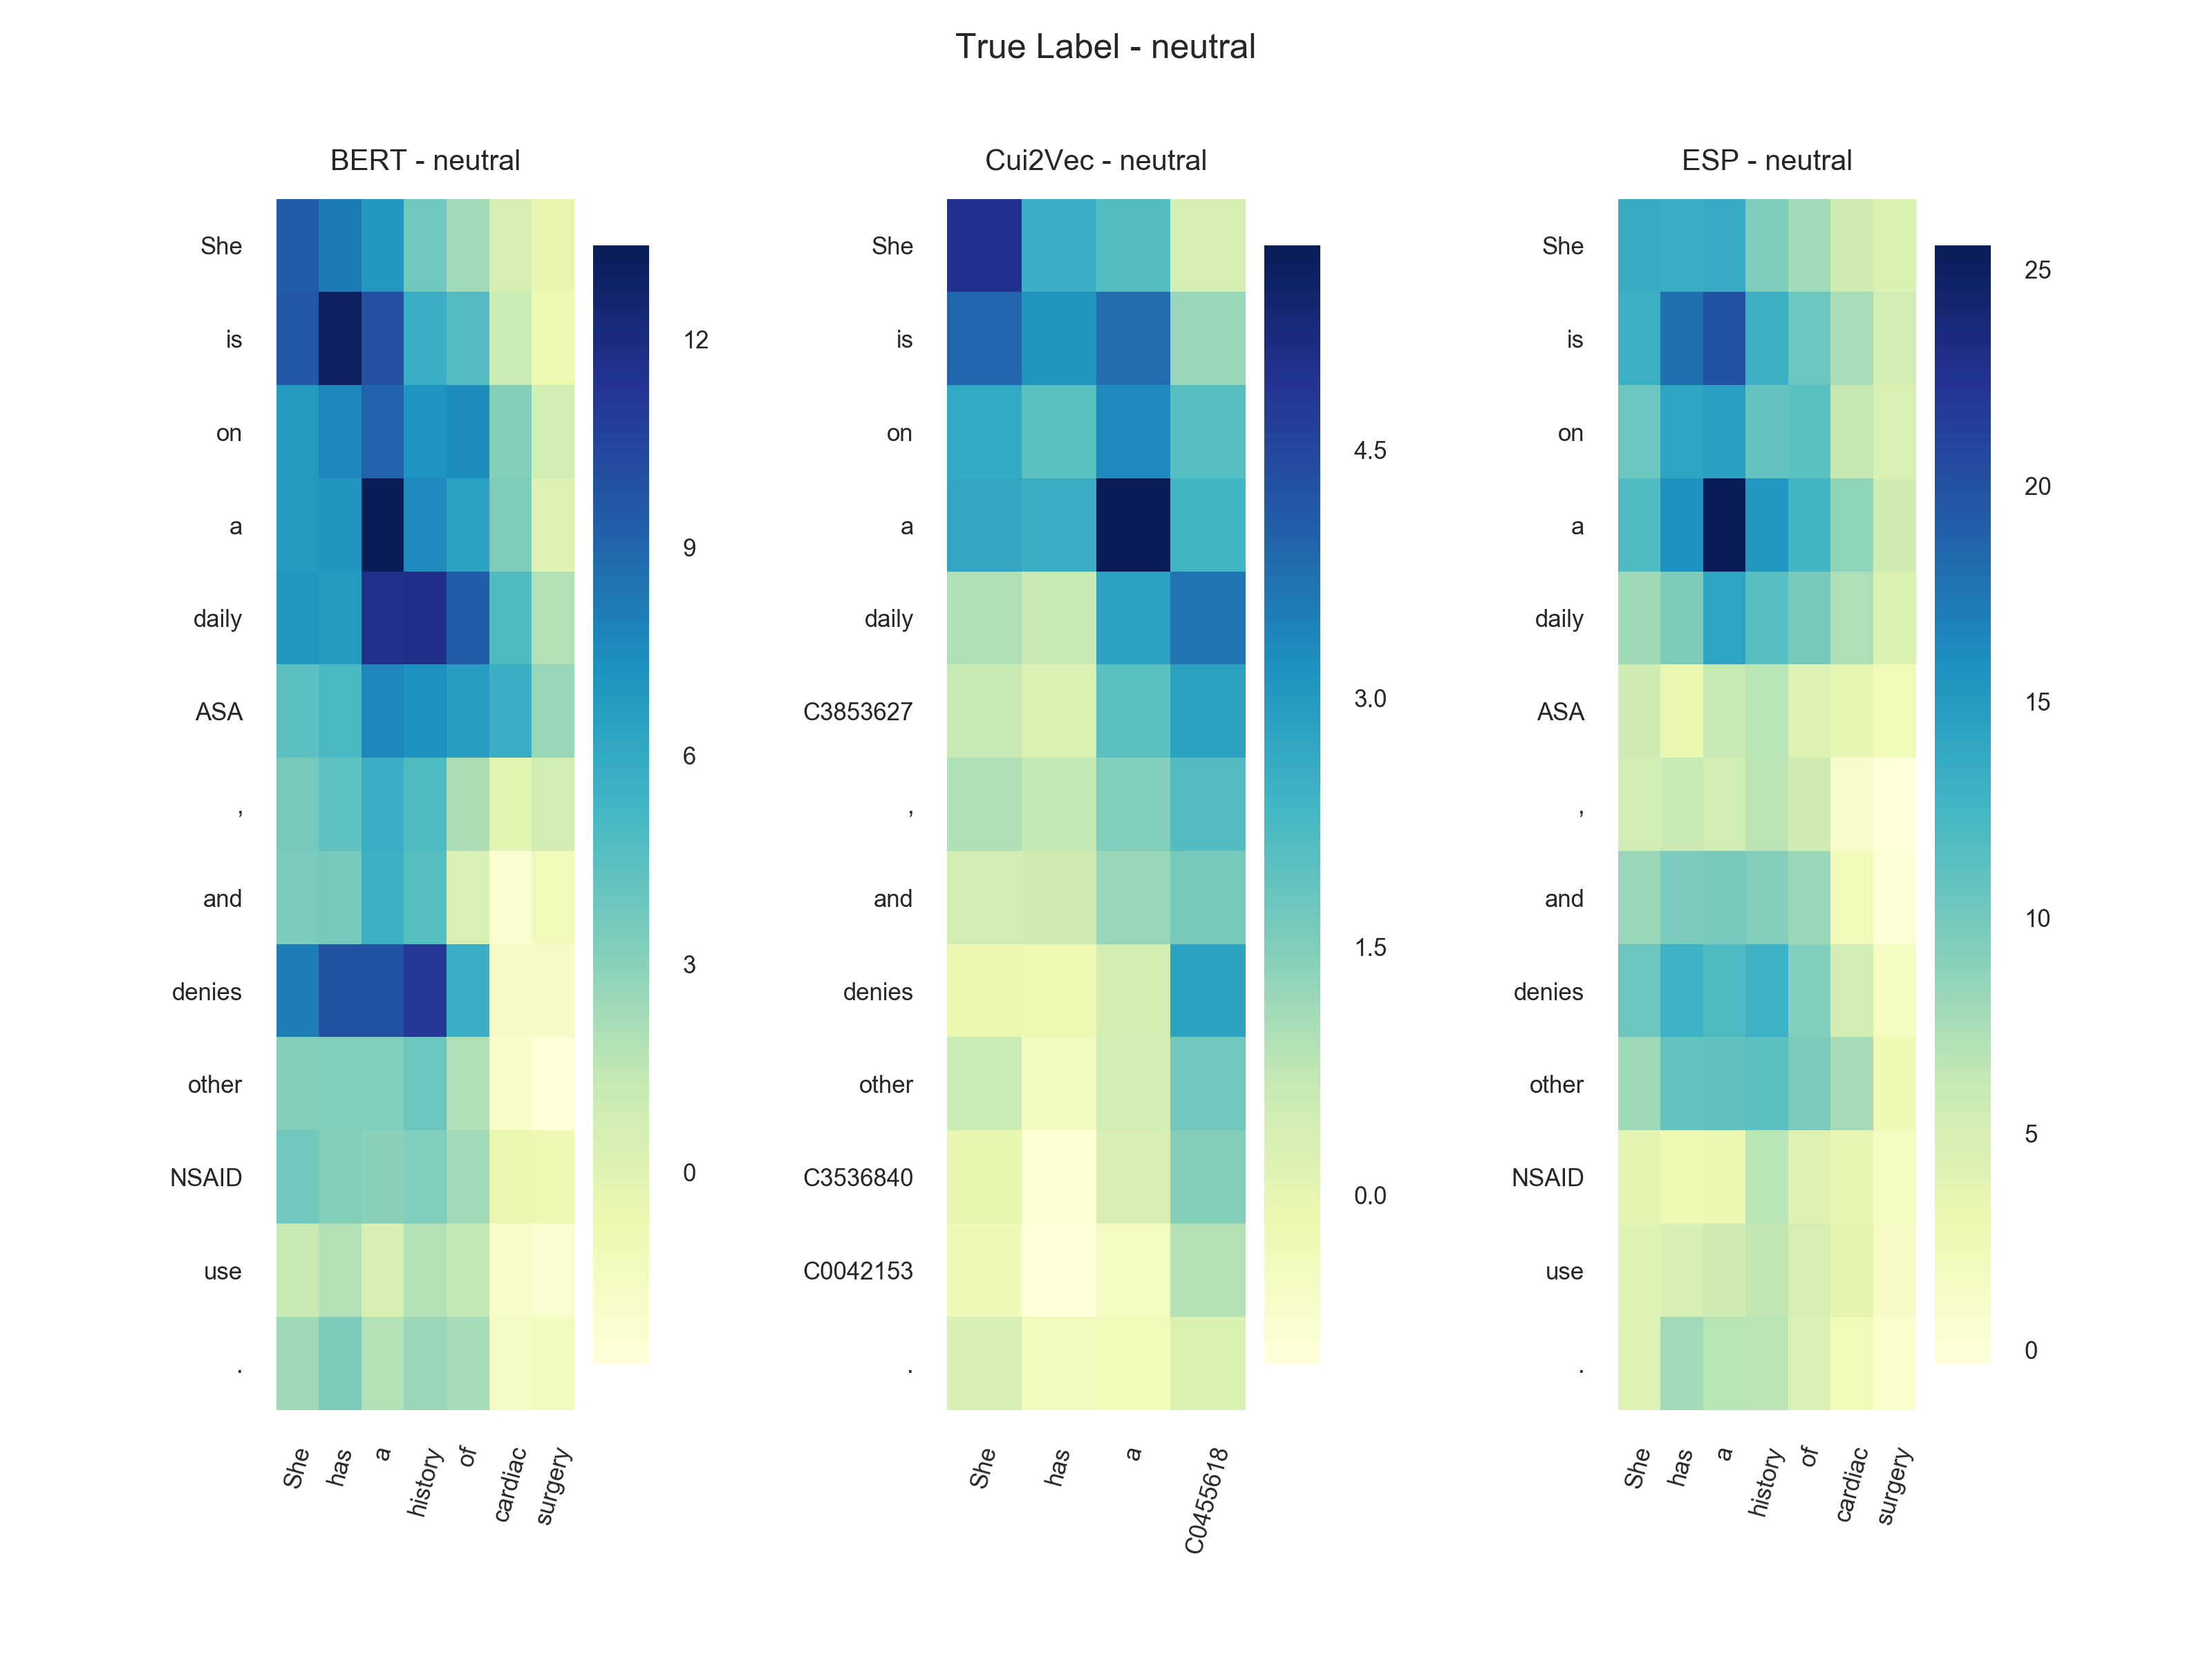 True Label - neutral
BERT - neutral
She
is
on
a
daily
ASA
,
and
denies
other
NSAID
use
.
She
has
a
history
of
cardiac
surgery
12
9
6
3
0
Cui2Vec - neutral
She
is
on
a
daily
C3853627
,
and
denies
other
C3536840
C0042153
.
She
has
a
C0455618
4.5
3.0
1.5
0.0
ESP - neutral
She
is
on
a
daily
ASA
,
and
denies
other
NSAID
use
.
She
has
a
history
of
cardiac
surgery
25
20
15
10
5
0